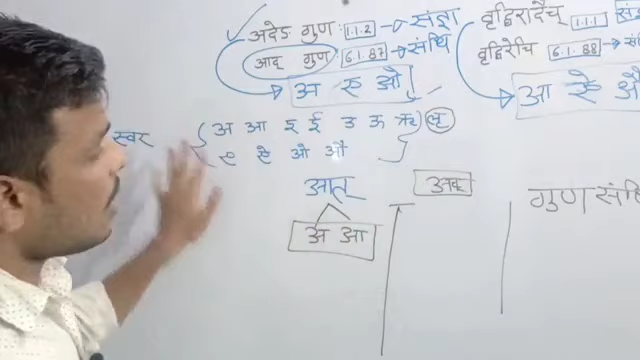 अदेङ गुणः 1.1.2 → संज्ञा
आद् गुण 6.1.87 → संधि
अ ए ओ
वृद्धिरादैच् 1.1.1 संज्ञ
वृद्धिरेचि 6.1.88 → संधि
आ ऐ औ
स्वर
अ आ इ ई उ ऊ ऋ लृ
ए ऐ ओ औ
आत्
अ आ
अक्
गुण संधि